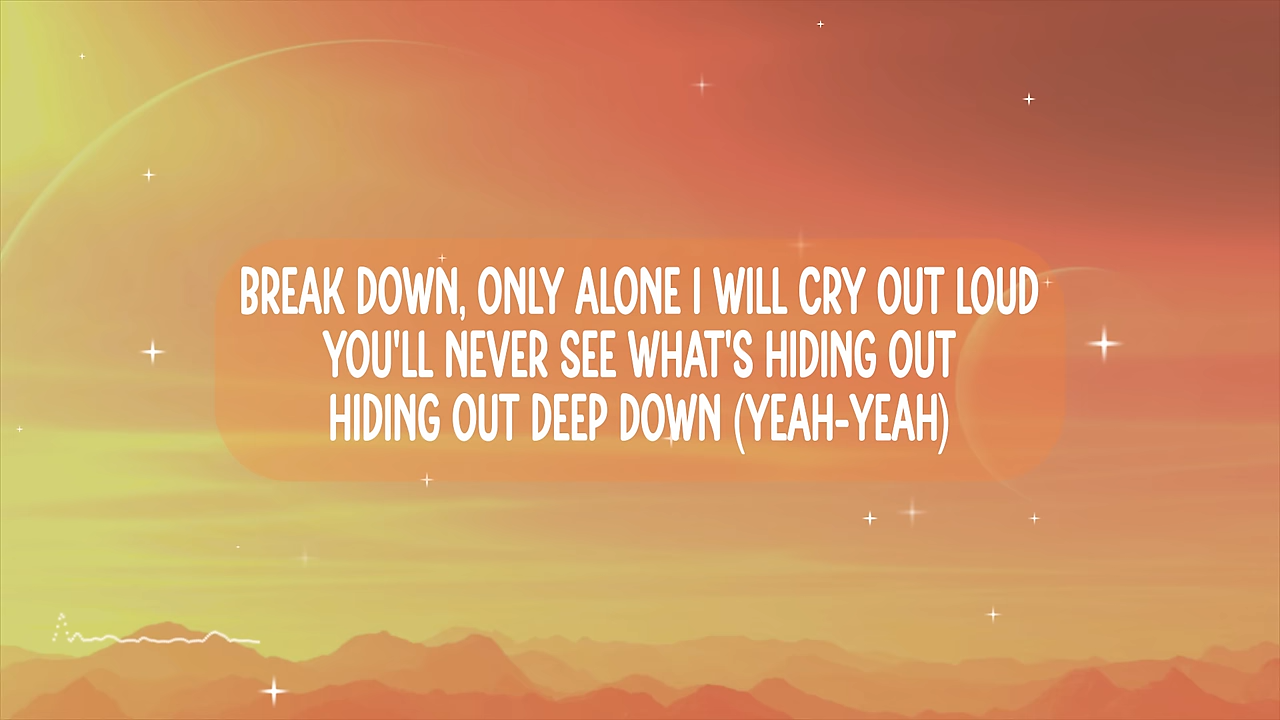 BREAK DOWN, ONLY ALONE I WILL CRY OUT LOUD
YOU'LL NEVER SEE WHAT'S HIDING OUT
HIDING OUT DEEP DOWN (YEAH-YEAH)